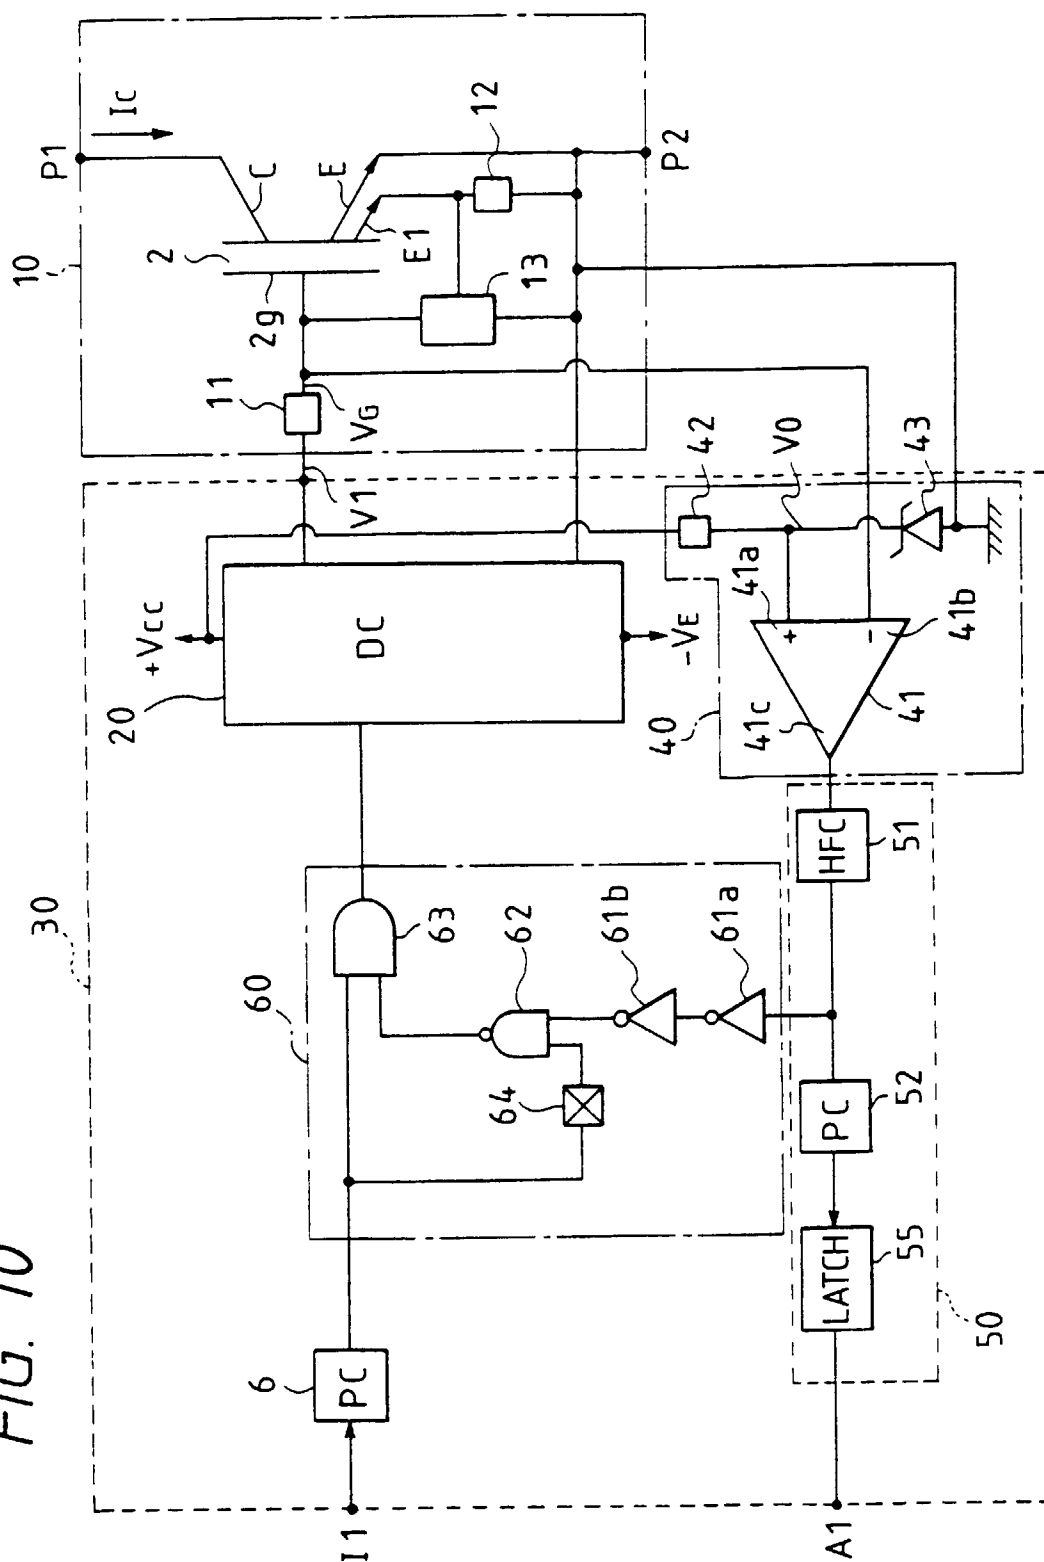 FIG. 10
30
I1
6
PC
60
63
62
61b
61a
64
20
DC
+VCC
-VE
V1
10
P1
IC
C
2
E
2g
E1
12
11
13
VG
P2
42
V0
43
40
41a
+
-
41b
41c
41
HFC
51
PC
52
LATCH
55
50
A1